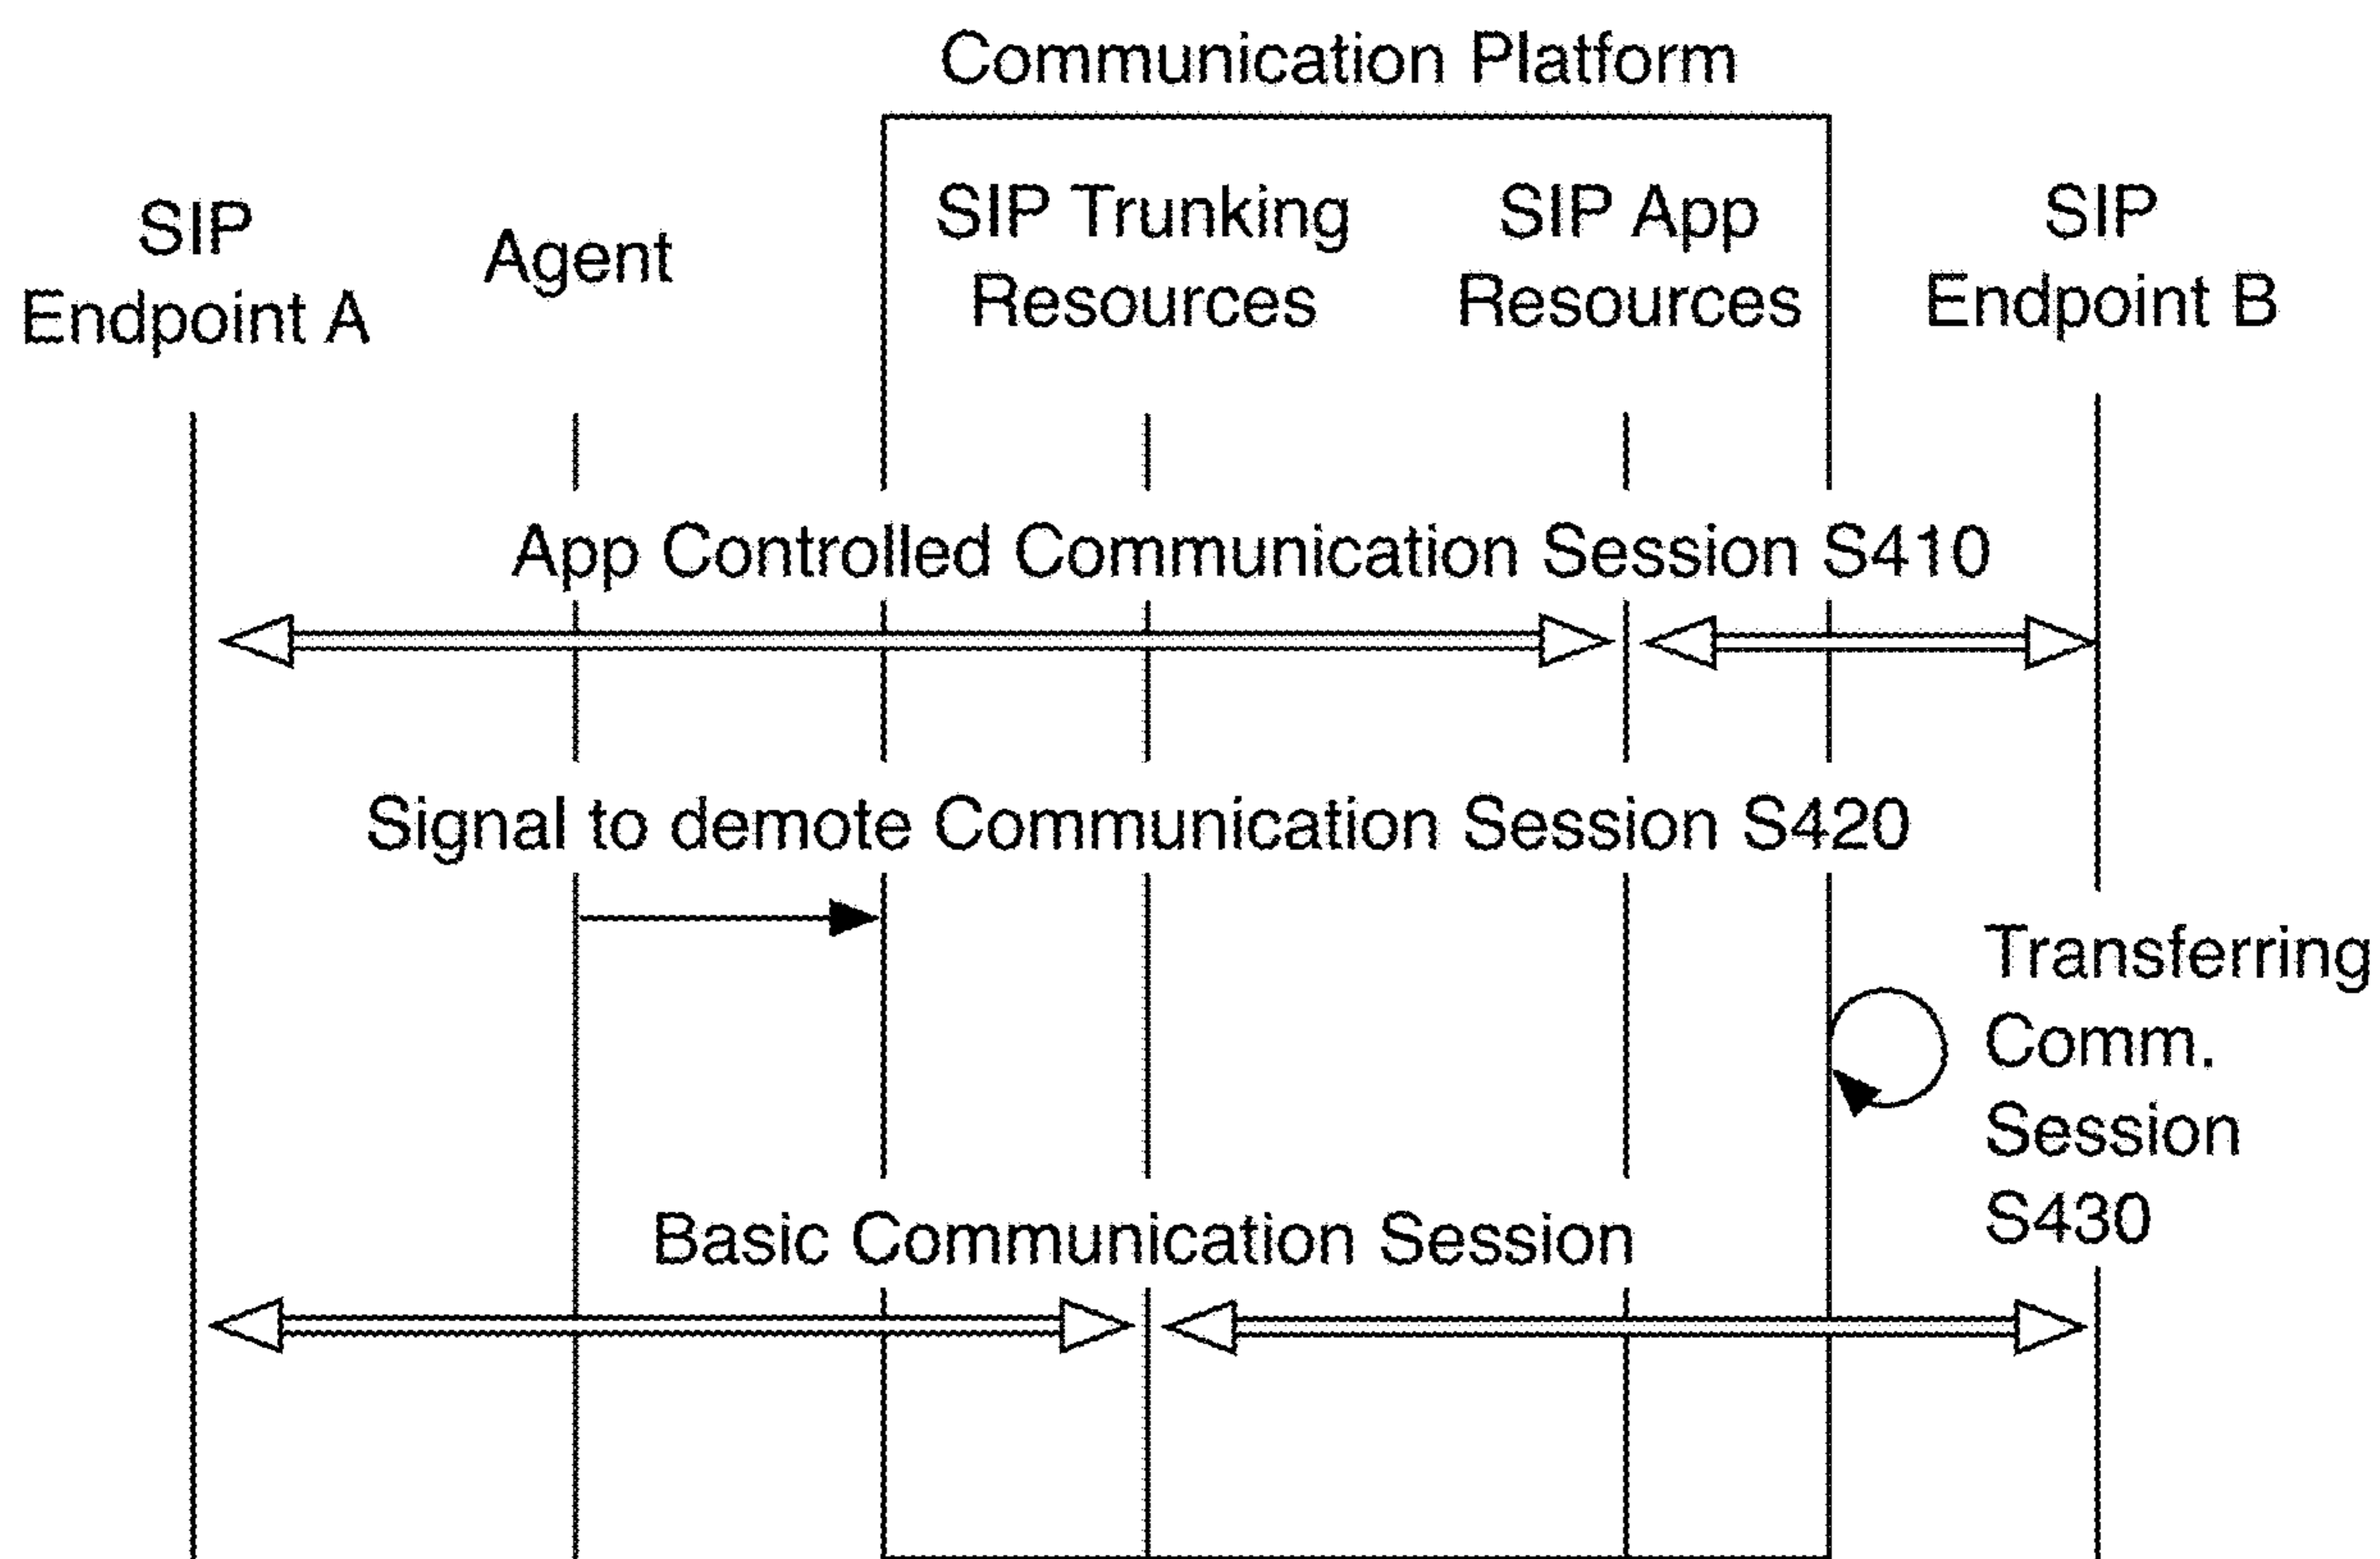 Communication Platform
SIP
Endpoint A
Agent
SIP Trunking
Resources
SIP App
Resources
SIP
Endpoint B
App Controlled Communication Session S410
Signal to demote Communication Session S420
Transferring
Comm.
Session
S430
Basic Communication Session